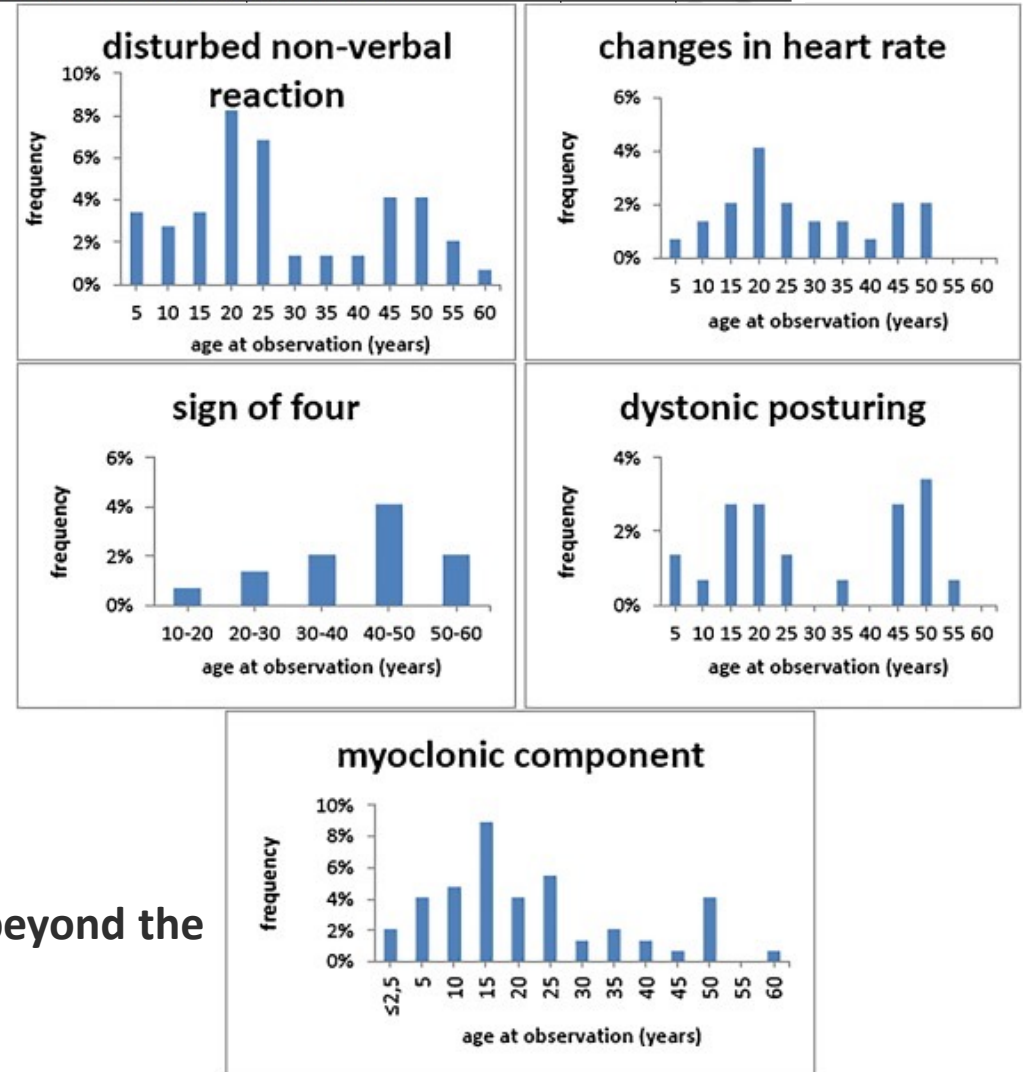 disturbed non-verbal
reaction
10%
8%
6%
4%
2%
0%
frequency
5 10 15 20 25 30 35 40 45 50 55 60
age at observation (years)
changes in heart rate
6%
4%
2%
0%
frequency
5 10 15 20 25 30 35 40 45 50 55 60
age at observation (years)
sign of four
6%
4%
2%
0%
frequency
10-20 20-30 30-40 40-50 50-60
age at observation (years)
dystonic posturing
4%
2%
0%
frequency
5 10 15 20 25 30 35 40 45 50 55 60
age at observation (years)
beyond the
myoclonic component
10%
8%
6%
4%
2%
0%
frequency
≤2,5 5 10 15 20 25 30 35 40 45 50 55 60
age at observation (years)